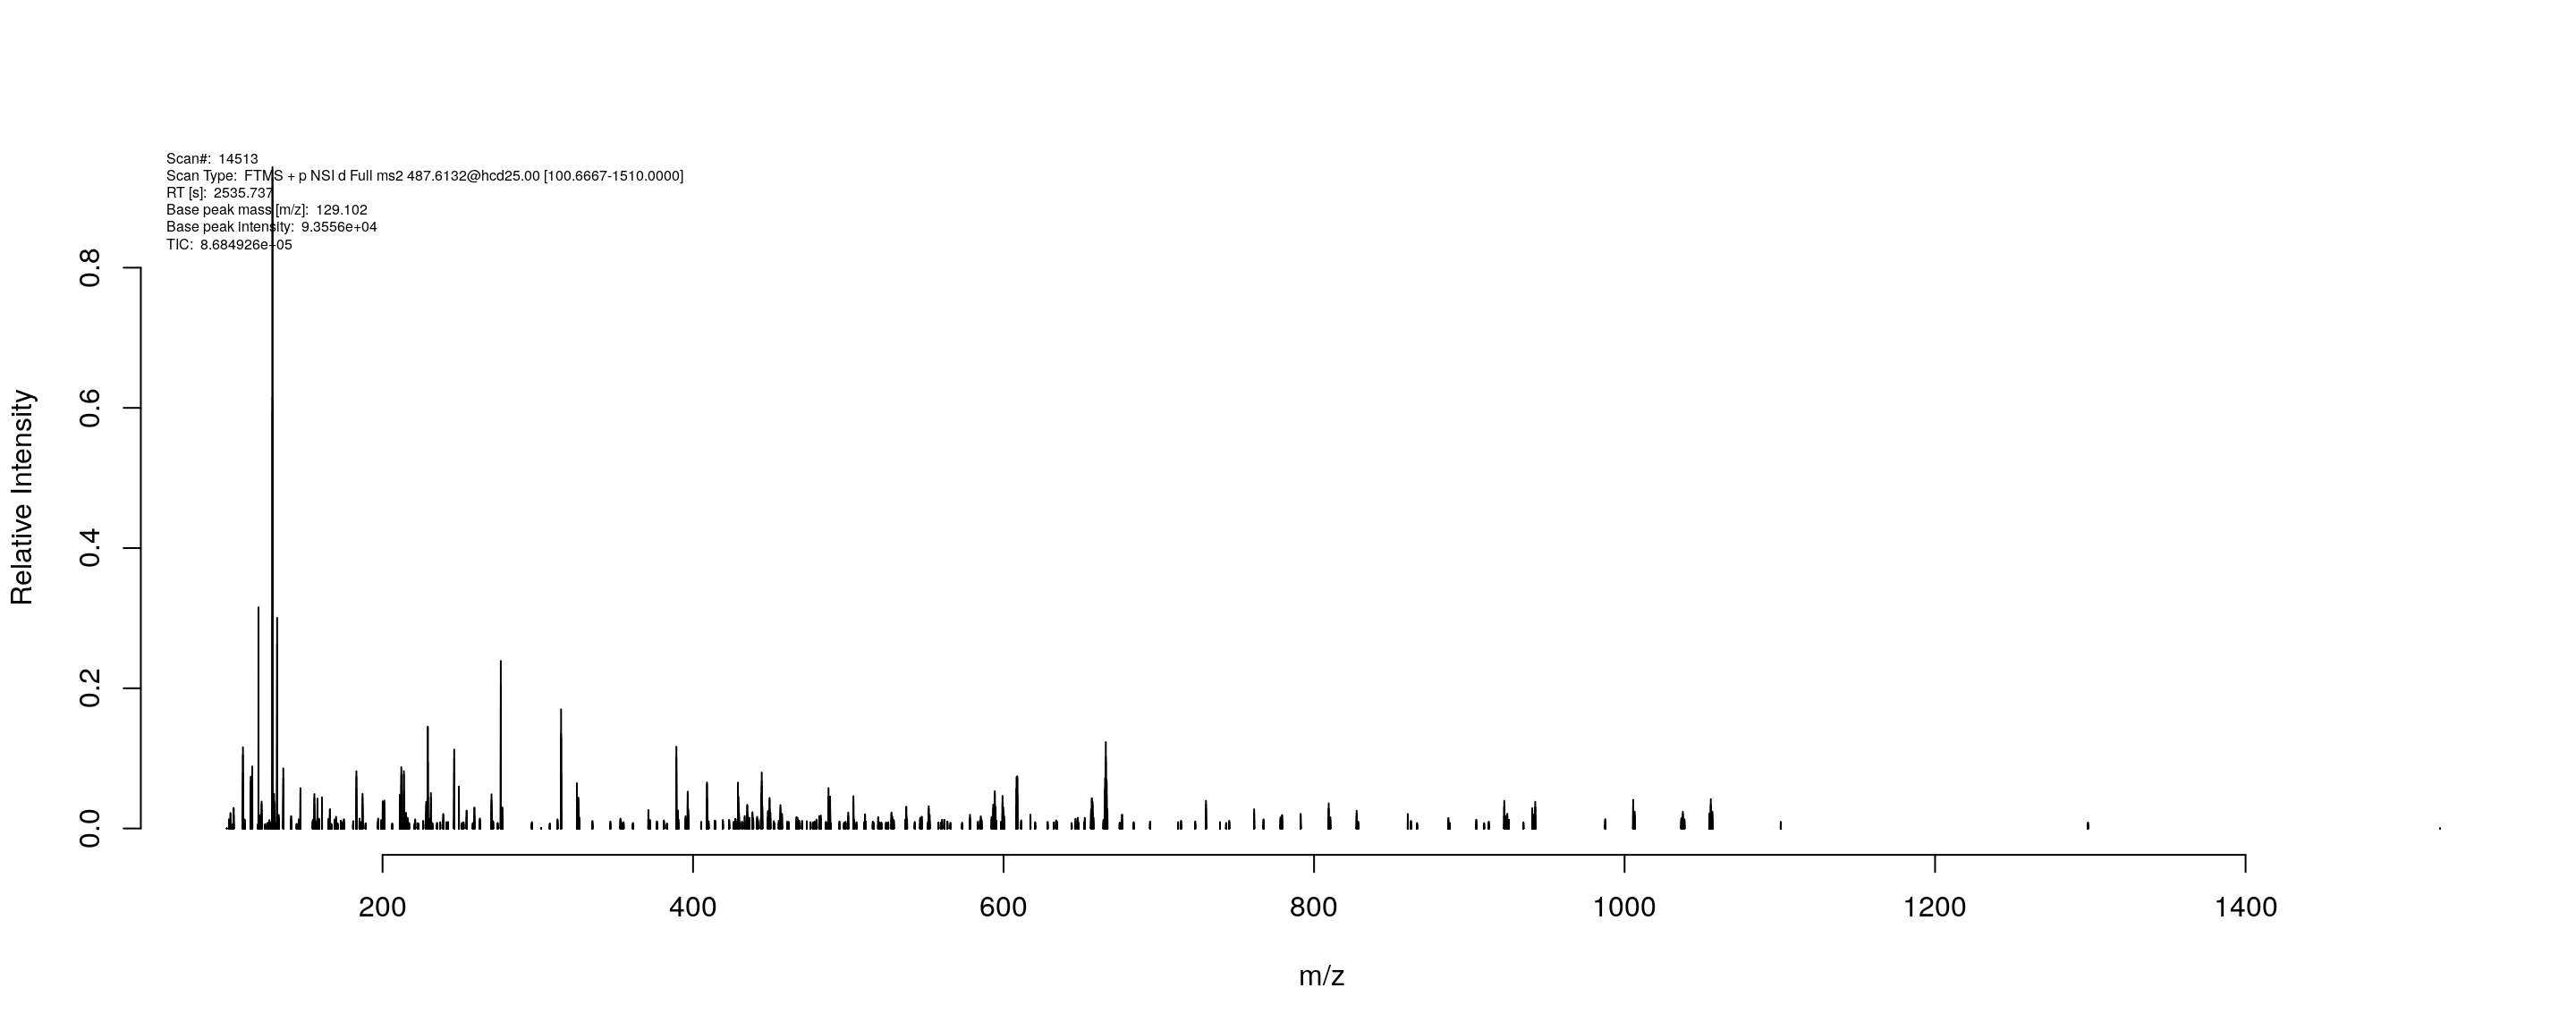 Scan#: 14513
Scan Type: FTMS + p NSI d Full ms2 487.6132@hcd25.00 [100.6667-1510.0000]
RT [s]: 2535.737
Base peak mass [m/z]: 129.102
Base peak intensity: 9.3556e+04
TIC: 8.684926e+05
Relative Intensity
0.8
0.6
0.4
0.2
0.0
200 400 600 800 1000 1200 1400
m/z